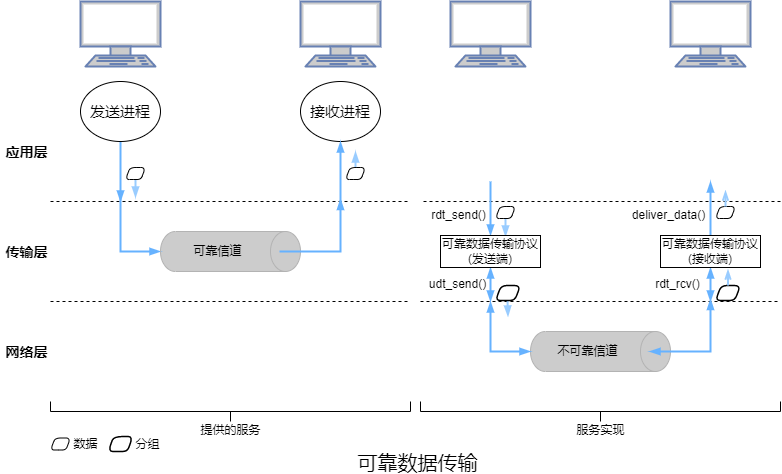 发送进程
接收进程
应用层
rdt_send()
deliver_data()
传输层
可靠信道
可靠数据传输协议
(发送端)
可靠数据传输协议
(接收端)
udt_send()
rdt_rcv()
网络层
不可靠信道
提供的服务
服务实现
数据
分组
可靠数据传输